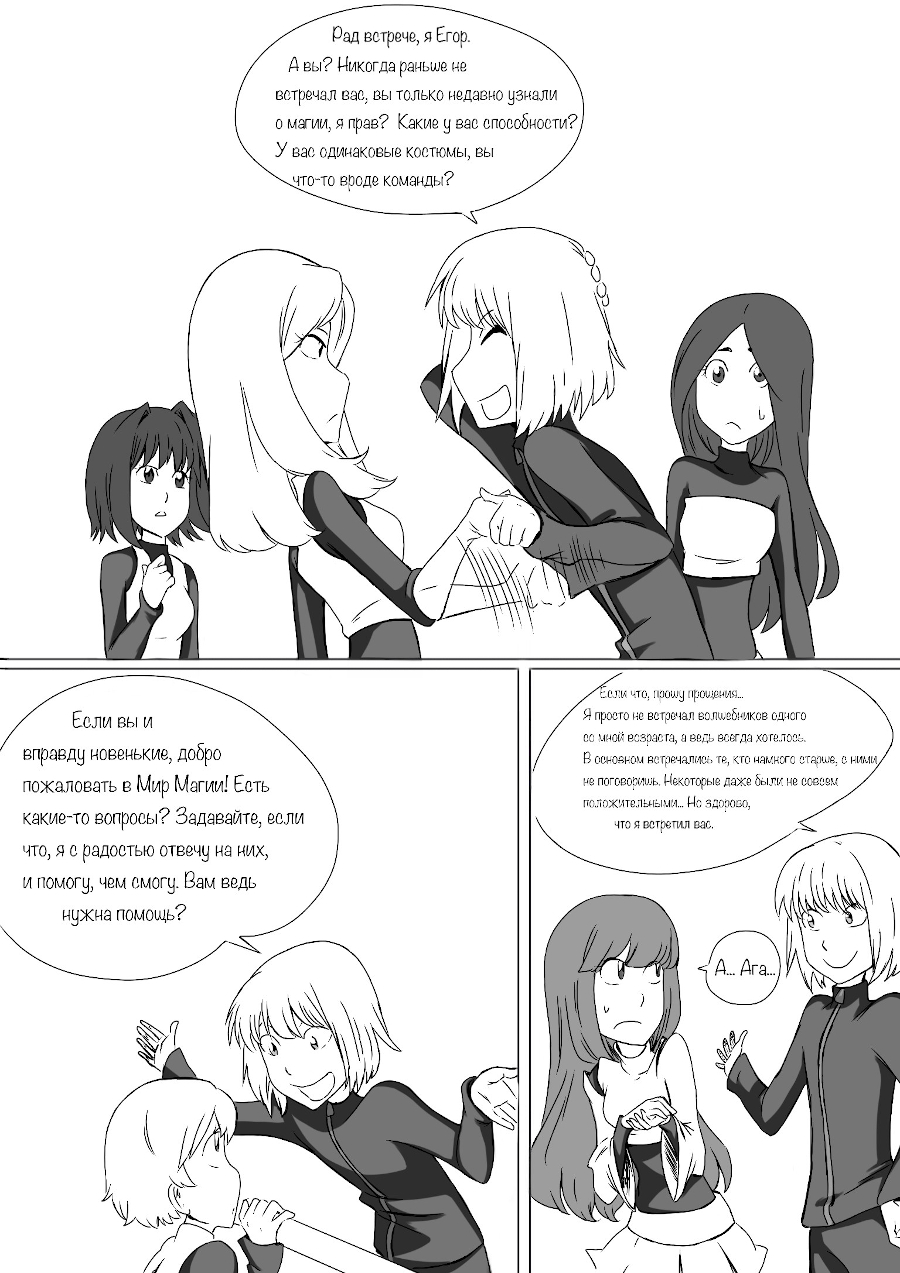 Рад встрече, я Егор.
А вы? Никогда раньше не
встречал вас, вы только недавно узнали
о магии, я прав? Какие у вас способности?
У вас одинаковые костюмы, вы
что-то вроде команды?
Если вы и
вправду новенькие, добро
пожаловать в Мир Магии! Есть
какие-то вопросы? Задавайте, если
что, я с радостью отвечу на них,
и помогу, чем смогу. Вам ведь
нужна помощь?
Если что, прошу прощения...
Я просто не встречал волшебников одного
со мной возраста, а ведь всегда хотелось.
В основном встречались те, кто намного старше, с ними
не поговоришь. Некоторые даже были не совсем
положительными... Но здорово,
что я встретил вас.
А... Ага...